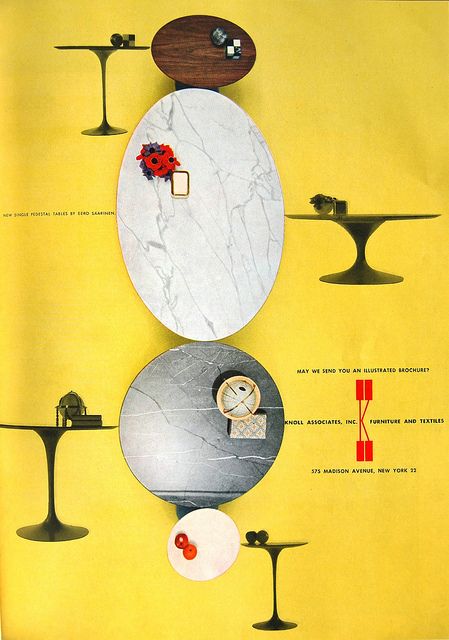 NEW SINGLE PEDESTAL TABLES BY EERO SAARINEN.
MAY WE SEND YOU AN ILLUSTRATED BROCHURE?
KNOLL ASSOCIATES, INC. K FURNITURE AND TEXTILES
575 MADISON AVENUE, NEW YORK 22